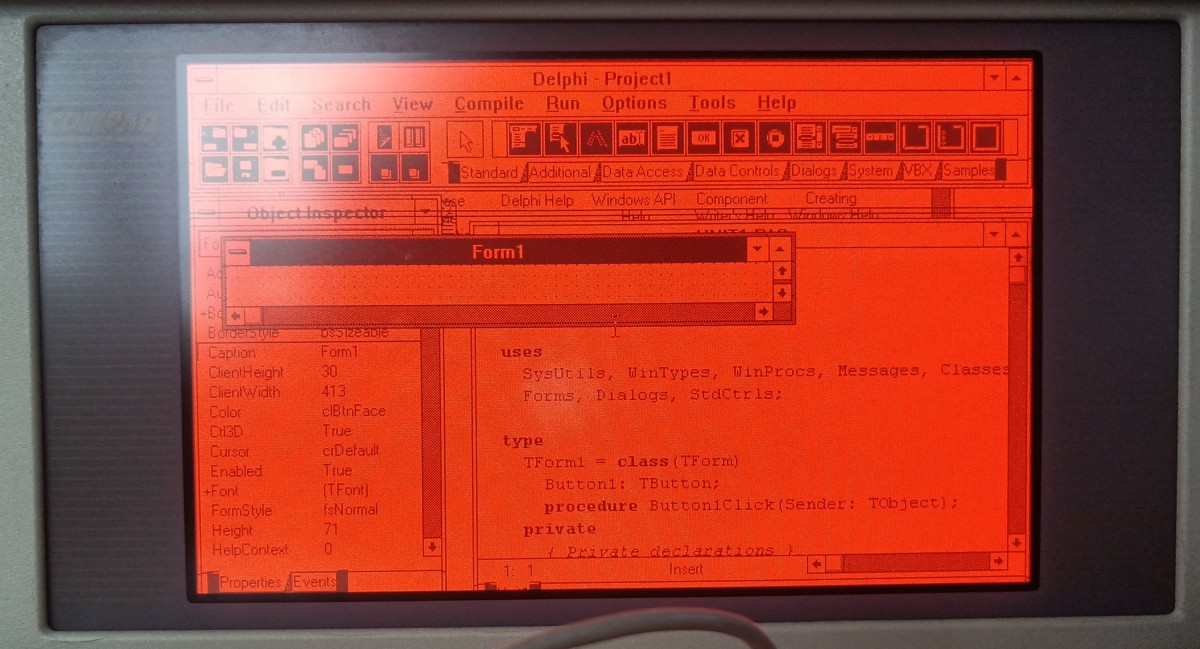 Delphi - Project1
File Edit Search View Compile Run Options Tools Help
OK
Standard Additional Data Access Data Controls Dialogs System VBX Samples
Delphi Help Windows API Component Creating
Help Writer's Help Windows Help
Object Inspector
UNIT1.PAS
Form1
BorderStyle bsSizeable
Caption Form1
ClientHeight 30
ClientWidth 413
Color clBtnFace
Ctl3D True
Cursor crDefault
Enabled True
+Font (TFont)
FormStyle fsNormal
Height 71
HelpContext 0
Properties Events
uses
SysUtils, WinTypes, WinProcs, Messages, Classes
Forms, Dialogs, StdCtrls;
type
TForm1 = class(TForm)
Button1: TButton;
procedure Button1Click(Sender: TObject);
private
{ Private declarations }
1: 1 Insert